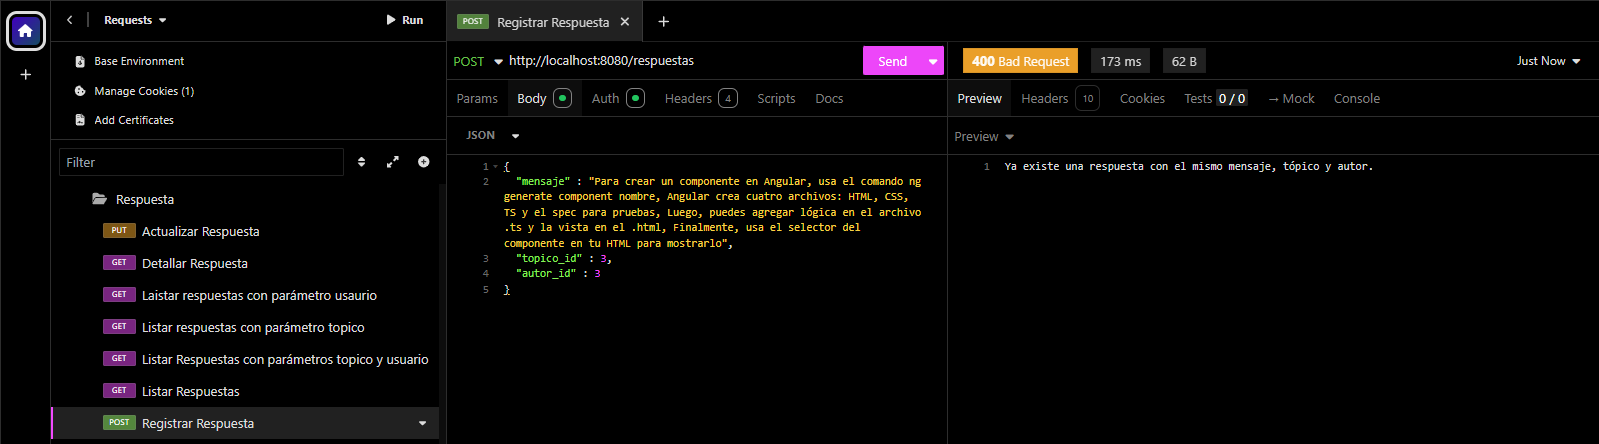 Requests
Run
Base Environment
Manage Cookies (1)
Add Certificates
Filter
Respuesta
PUT Actualizar Respuesta
GET Detallar Respuesta
GET Laistar respuestas con parámetro usaurio
GET Listar respuestas con parámetro topico
GET Listar Respuestas con parámetros topico y usuario
GET Listar Respuestas
POST Registrar Respuesta
POST Registrar Respuesta
POST http://localhost:8080/respuestas Send
Params Body Auth Headers 4 Scripts Docs
JSON
1 {
2 "mensaje" : "Para crear un componente en Angular, usa el comando ng
generate component nombre, Angular crea cuatro archivos: HTML, CSS,
TS y el spec para pruebas, Luego, puedes agregar lógica en el archivo
.ts y la vista en el .html, Finalmente, usa el selector del
componente en tu HTML para mostrarlo",
3 "topico_id" : 3,
4 "autor_id" : 3
5 }
400 Bad Request 173 ms 62 B Just Now
Preview Headers 10 Cookies Tests 0 / 0 → Mock Console
Preview
1 Ya existe una respuesta con el mismo mensaje, tópico y autor.